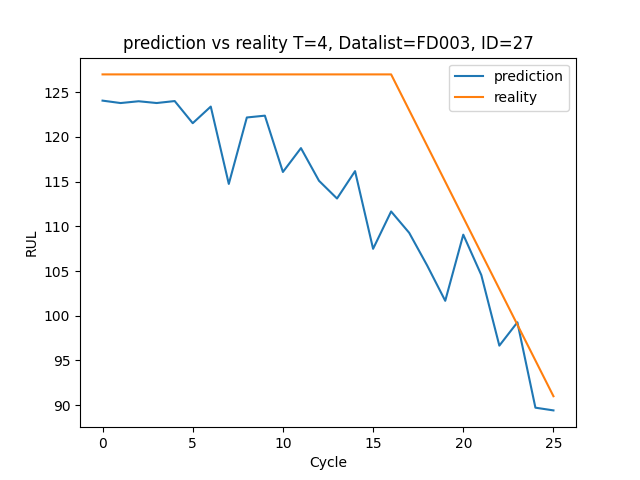 prediction vs reality T=4, Datalist=FD003, ID=27
prediction
reality
125
120
115
110
105
100
95
90
RUL
0 5 10 15 20 25
Cycle